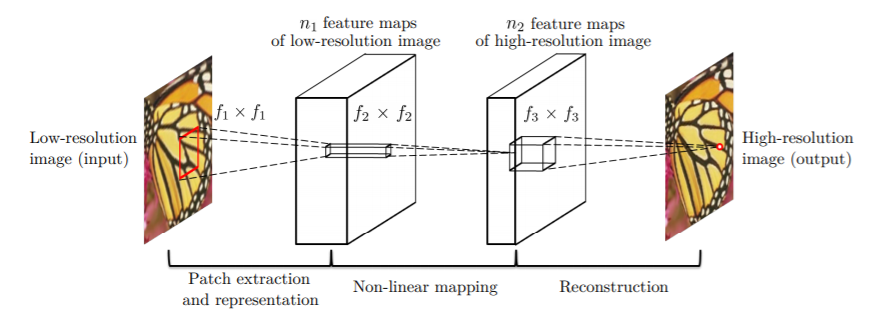 n₁ feature maps
of low-resolution image
n₂ feature maps
of high-resolution image
f₁ × f₁
f₂ × f₂
f₃ × f₃
Low-resolution
image (input)
High-resolution
image (output)
Patch extraction
and representation
Non-linear mapping
Reconstruction